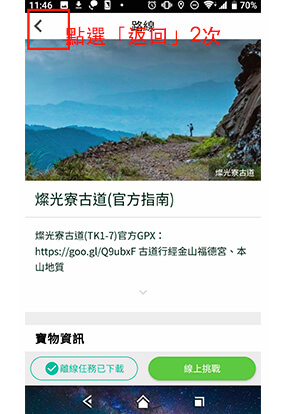 11:46
70%
路線
點選「返回」2次
燦光寮古道
燦光寮古道(官方指南)
燦光寮古道(TK1-7)官方GPX：
https://goo.gl/Q9ubxF 古道行經金山福德宮、本
山地質
寶物資訊
離線任務已下載
線上挑戰